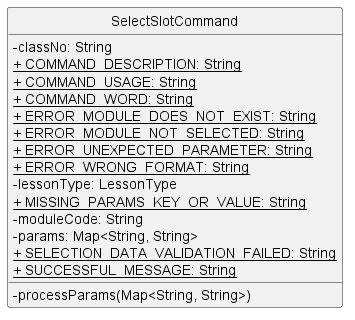 SelectSlotCommand
-classNo: String
+ COMMAND_DESCRIPTION: String
+ COMMAND_USAGE: String
+ COMMAND_WORD: String
+ ERROR_MODULE_DOES_NOT_EXIST: String
+ ERROR_MODULE_NOT_SELECTED: String
+ ERROR_UNEXPECTED_PARAMETER: String
+ ERROR_WRONG_FORMAT: String
-lessonType: LessonType
+ MISSING_PARAMS_KEY_OR_VALUE: String
-moduleCode: String
-params: Map<String, String>
+ SELECTION_DATA_VALIDATION_FAILED: String
+ SUCCESSFUL_MESSAGE: String
-processParams(Map<String, String>)